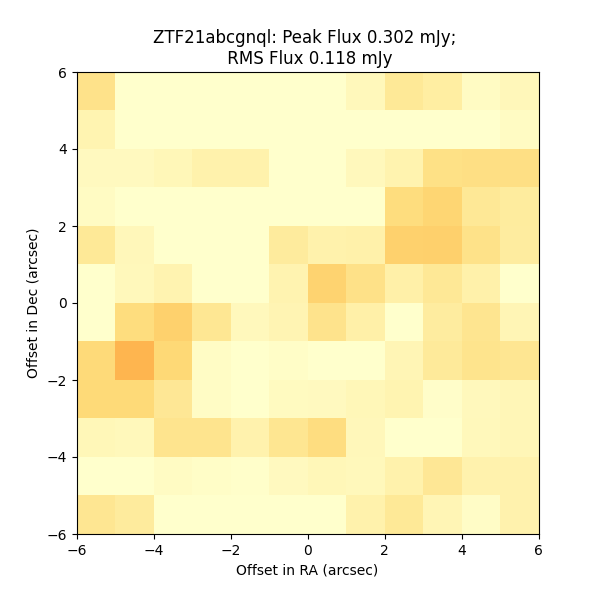 ZTF21abcgnql: Peak Flux 0.302 mJy;
RMS Flux 0.118 mJy
6
4
2
0
−2
−4
−6
Offset in Dec (arcsec)
−6 −4 −2 0 2 4 6
Offset in RA (arcsec)